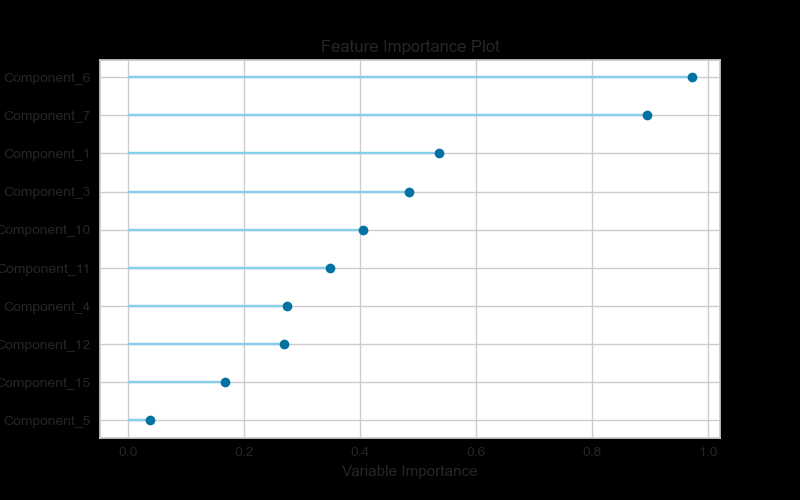 Feature Importance Plot
Component_6
Component_7
Component_1
Component_3
Component_10
Component_11
Component_4
Component_12
Component_15
Component_5
0.0 0.2 0.4 0.6 0.8 1.0
Variable Importance